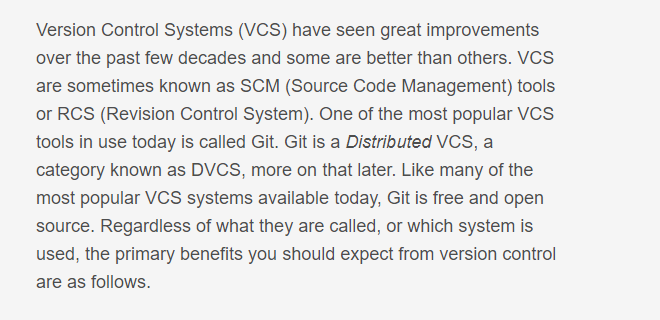 Version Control Systems (VCS) have seen great improvements
over the past few decades and some are better than others. VCS
are sometimes known as SCM (Source Code Management) tools
or RCS (Revision Control System). One of the most popular VCS
tools in use today is called Git. Git is a Distributed VCS, a
category known as DVCS, more on that later. Like many of the
most popular VCS systems available today, Git is free and open
source. Regardless of what they are called, or which system is
used, the primary benefits you should expect from version control
are as follows.